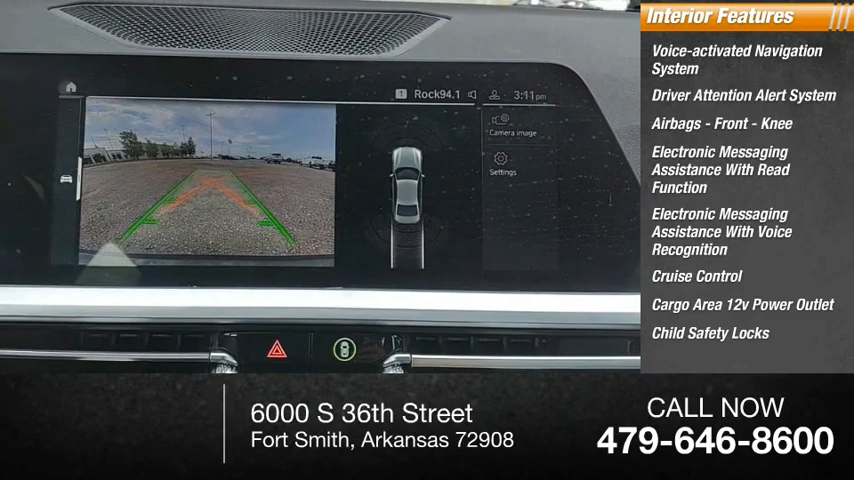 Interior Features
Voice-activated Navigation
System
Driver Attention Alert System
Airbags - Front - Knee
Electronic Messaging
Assistance With Read
Function
Electronic Messaging
Assistance With Voice
Recognition
Cruise Control
Cargo Area 12v Power Outlet
Child Safety Locks
1 Rock94.1 3:11pm
Camera image
Settings
6000 S 36th Street
Fort Smith, Arkansas 72908
CALL NOW
479-646-8600